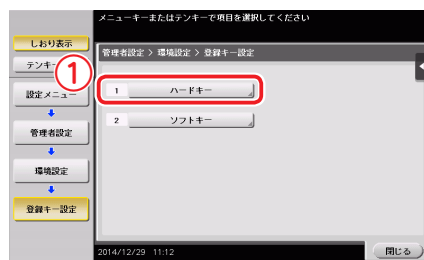 メニューキーまたはテンキーで項目を選択してください
しおり表示
管理者設定 > 環境設定 > 登録キー設定
テンキー
1
設定メニュー
1 ハードキー
2 ソフトキー
管理者設定
環境設定
登録キー設定
2014/12/29 11:12
閉じる